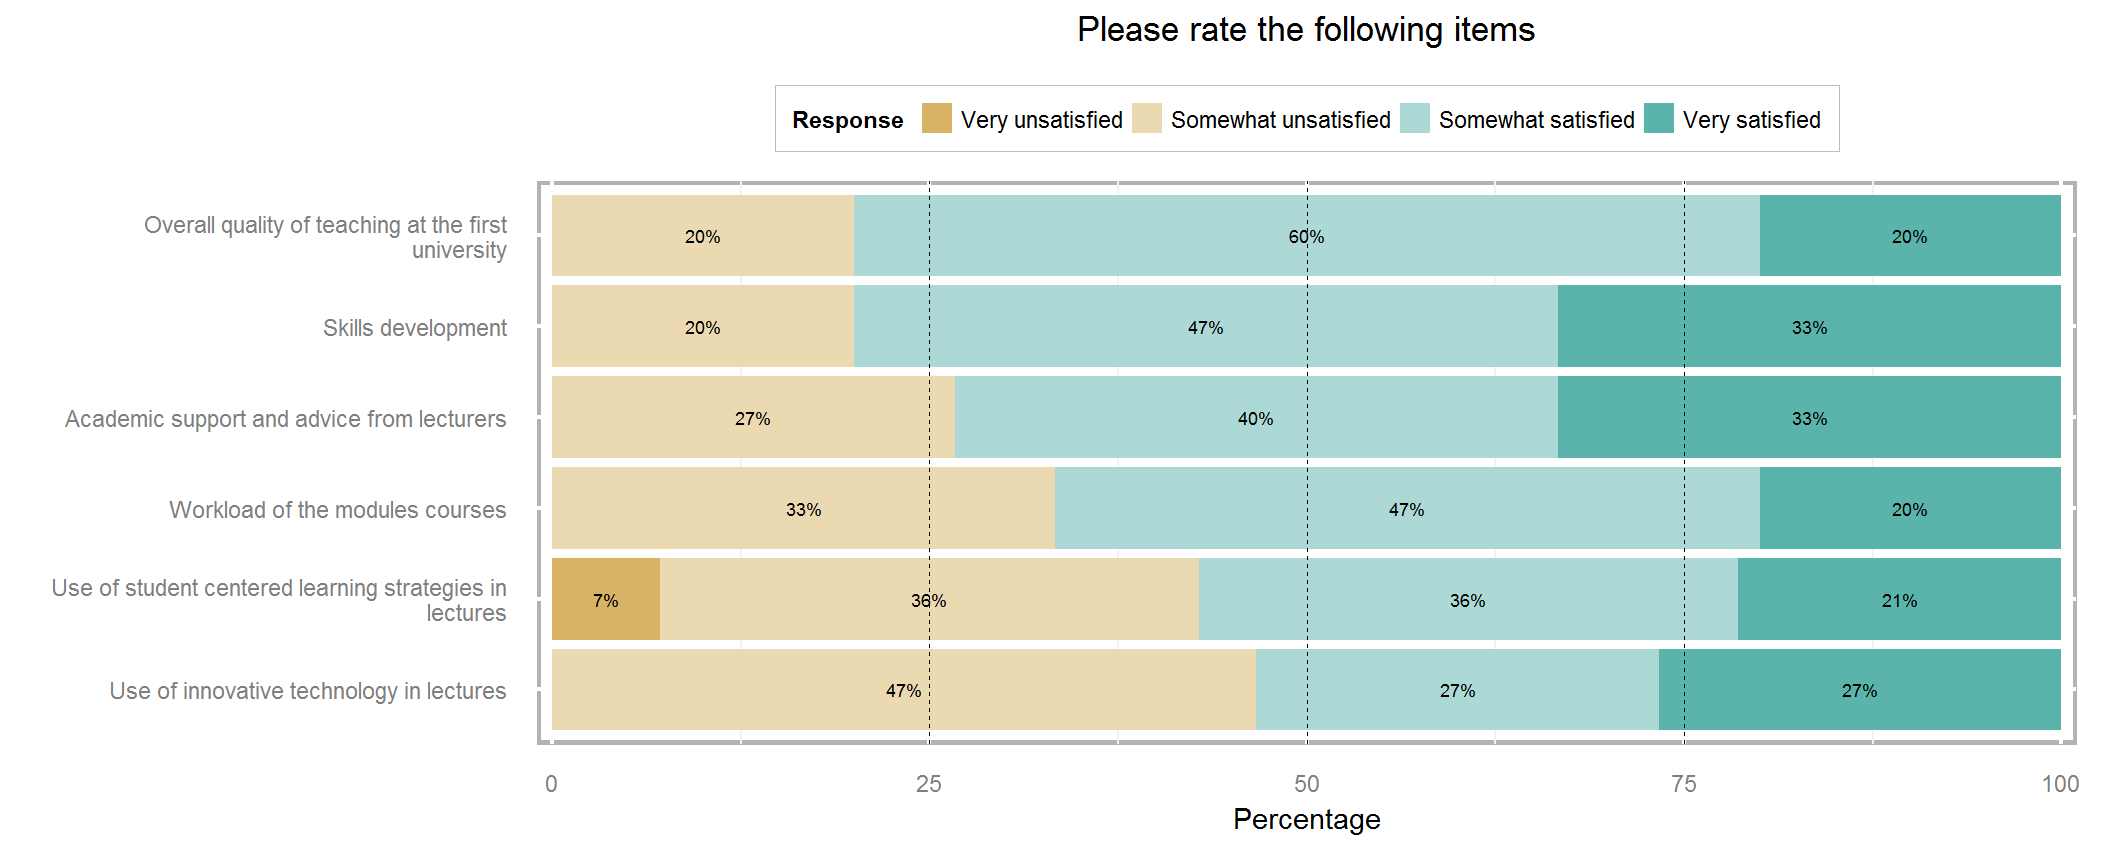 Please rate the following items
Response Very unsatisfied Somewhat unsatisfied Somewhat satisfied Very satisfied
Overall quality of teaching at the first
university
20% 60% 20%
Skills development 20% 47% 33%
Academic support and advice from lecturers 27% 40% 33%
Workload of the modules courses 33% 47% 20%
Use of student centered learning strategies in
lectures
7% 36% 36% 21%
Use of innovative technology in lectures 47% 27% 27%
0 25 50 75 100
Percentage